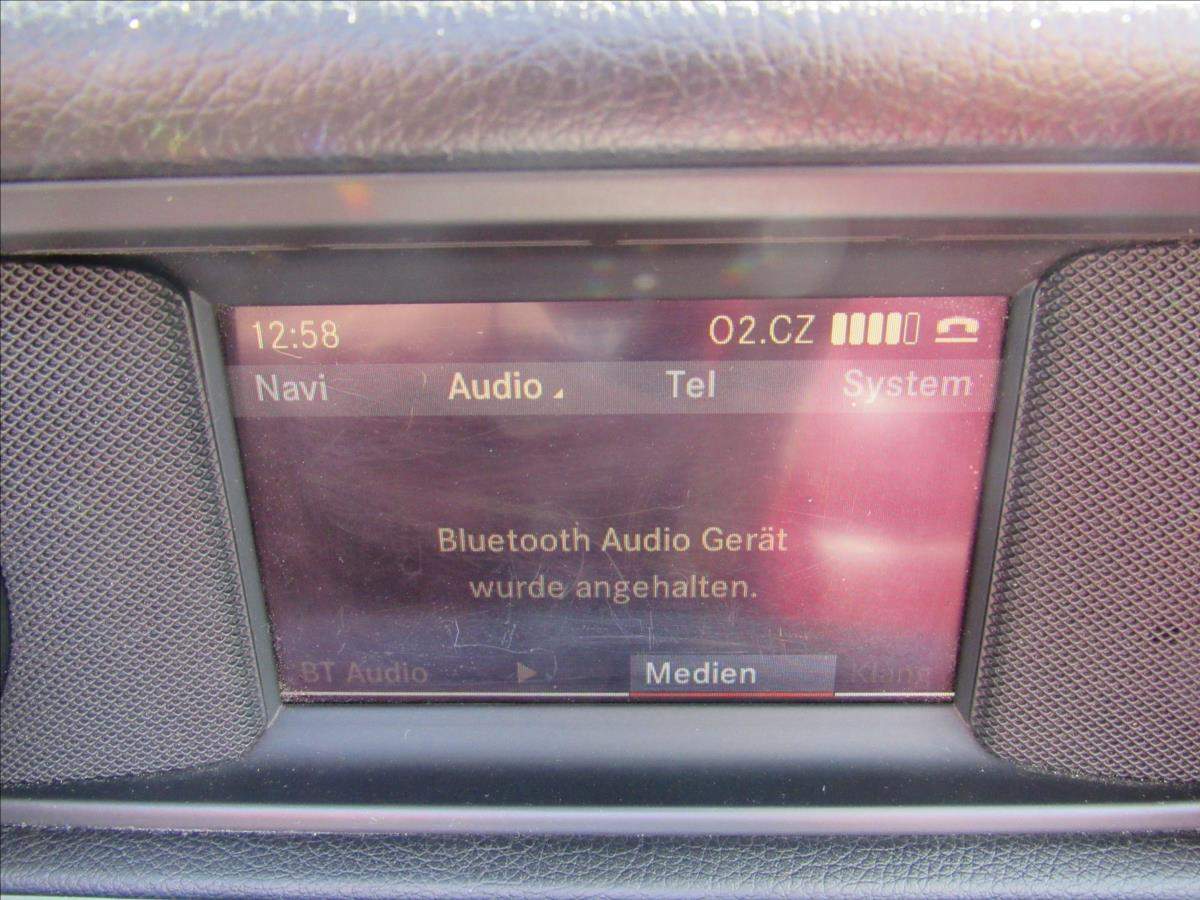 12:58 O2.CZ
Navi Audio Tel System
Bluetooth Audio Gerät
wurde angehalten.
BT Audio Medien Klang